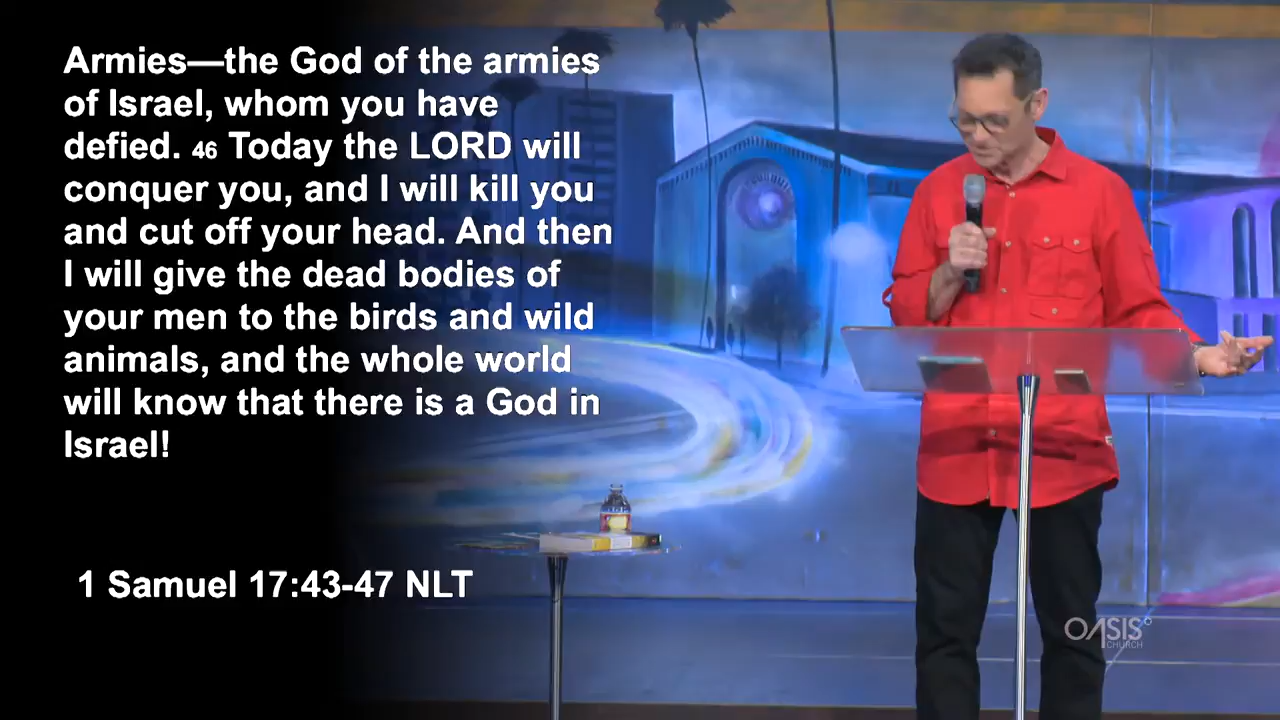 Armies—the God of the armies
of Israel, whom you have
defied. 46 Today the LORD will
conquer you, and I will kill you
and cut off your head. And then
I will give the dead bodies of
your men to the birds and wild
animals, and the whole world
will know that there is a God in
Israel!
1 Samuel 17:43-47 NLT
OASIS
CHURCH